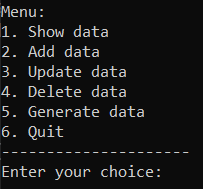 Menu:
1. Show data
2. Add data
3. Update data
4. Delete data
5. Generate data
6. Quit
---------------------
Enter your choice: